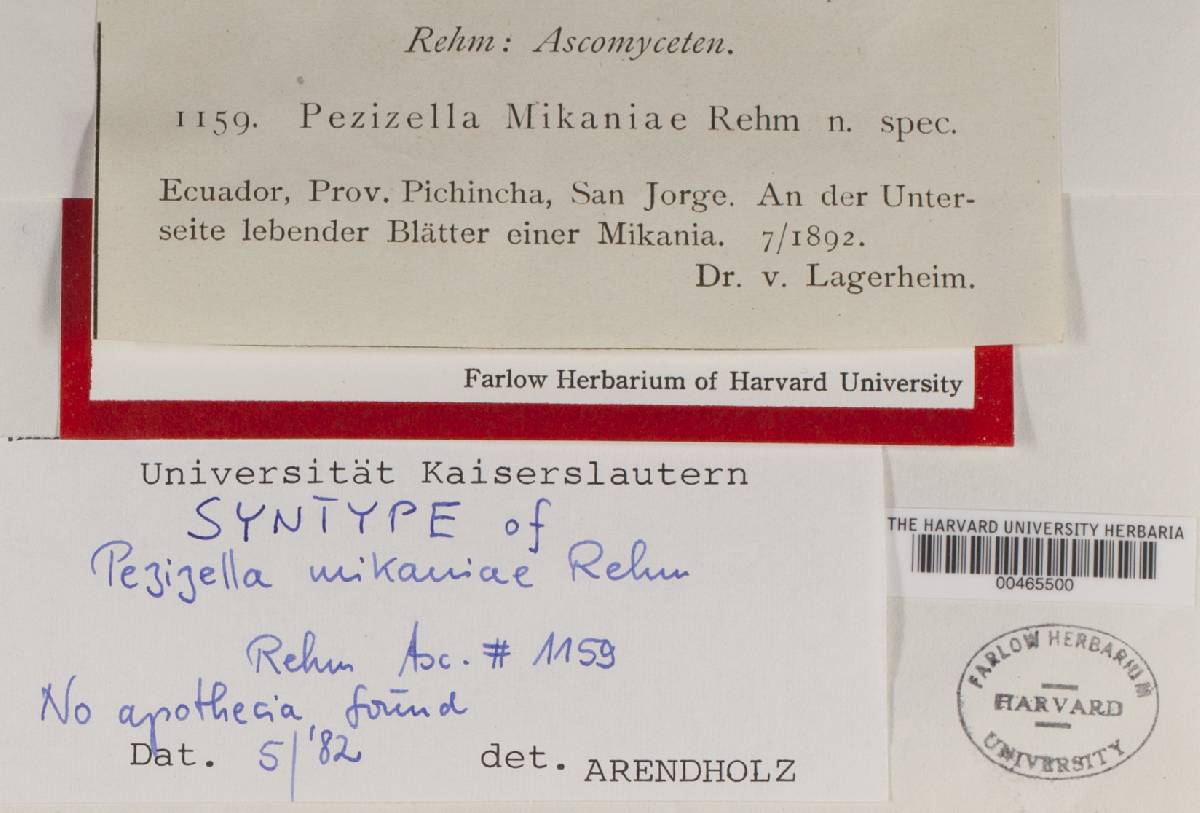 Rehm: Ascomyceten.
1159. Pezizella Mikaniae Rehm n. spec.
Ecuador, Prov. Pichincha, San Jorge. An der Unter-
seite lebender Blätter einer Mikania. 7/1892.
Dr. v. Lagerheim.
Farlow Herbarium of Harvard University
Universität Kaiserslautern
SYNTYPE of
Pezizella mikaniae Rehm
Rehm Asc. # 1159
No apothecia found
Dat. 5/'82 det. ARENDHOLZ
THE HARVARD UNIVERSITY HERBARIA
00465500
FARLOW HERBARIUM
HARVARD
UNIVERSITY